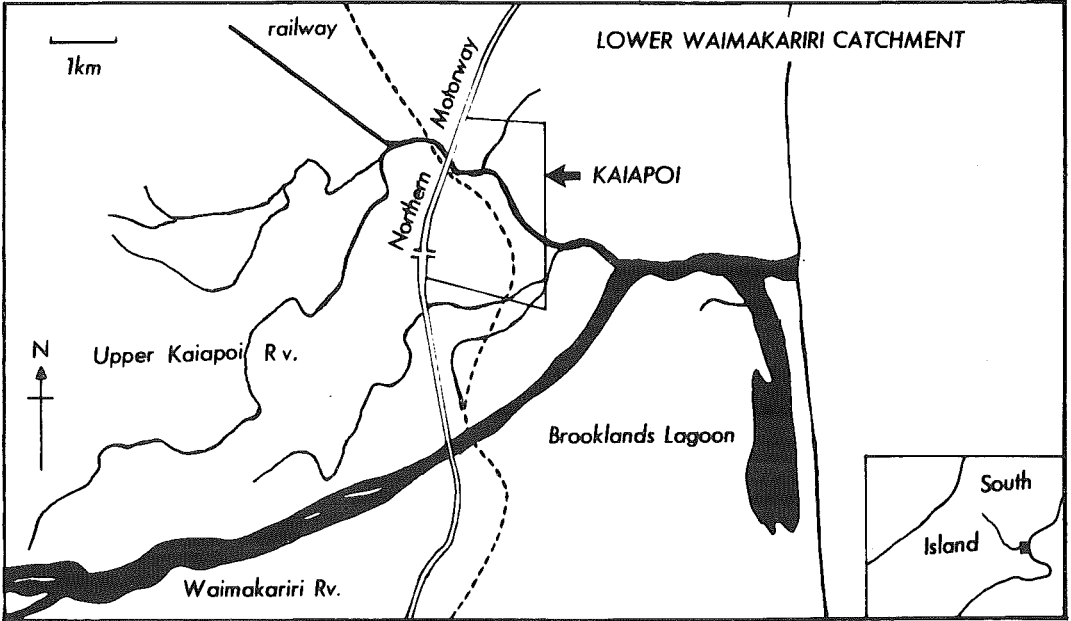 railway
LOWER WAIMAKARIRI CATCHMENT
1km
Motorway
KAIAPOI
Northern
N
Upper Kaiapoi Rv.
Brooklands Lagoon
South
Island
Waimakariri Rv.